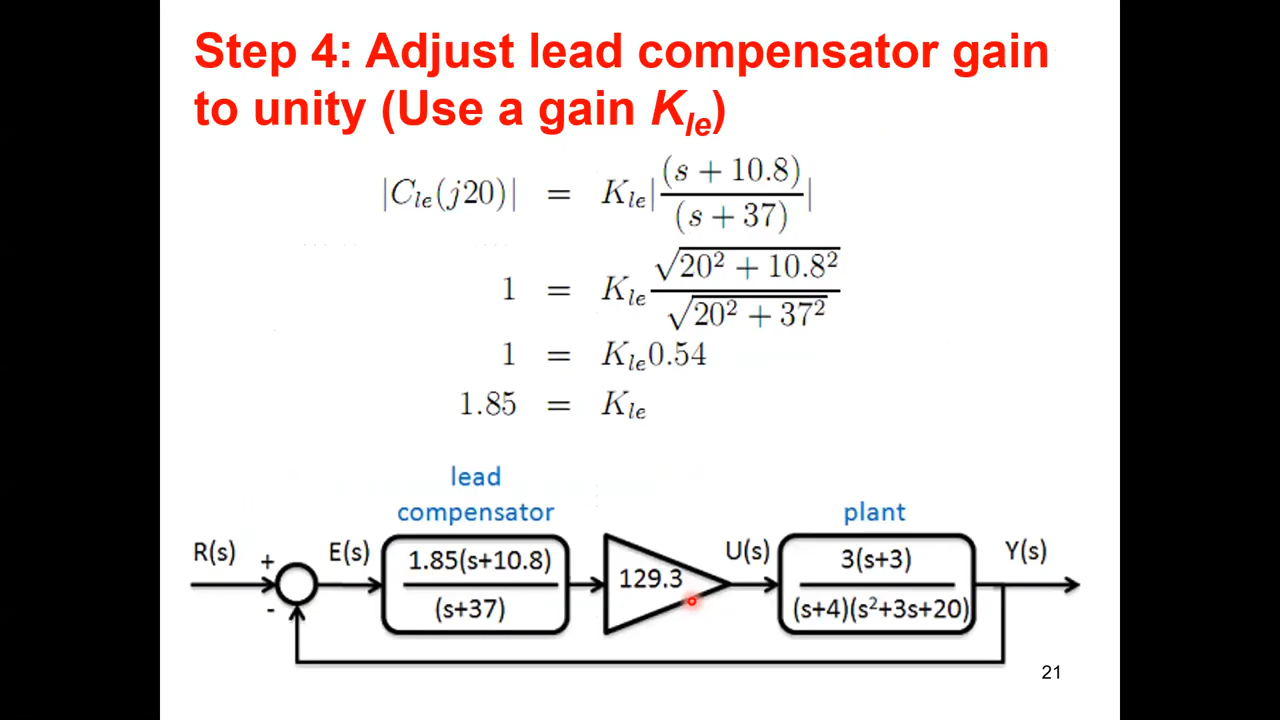 Step 4: Adjust lead compensator gain
to unity (Use a gain K_le)
|C_le(j20)| = K_le|(s + 10.8)/(s + 37)|
1 = K_le √(20² + 10.8²)/√(20² + 37²)
1 = K_le0.54
1.85 = K_le
lead
compensator
plant
R(s)
+
-
E(s)
1.85(s+10.8)
(s+37)
129.3
U(s)
3(s+3)
(s+4)(s²+3s+20)
Y(s)
21